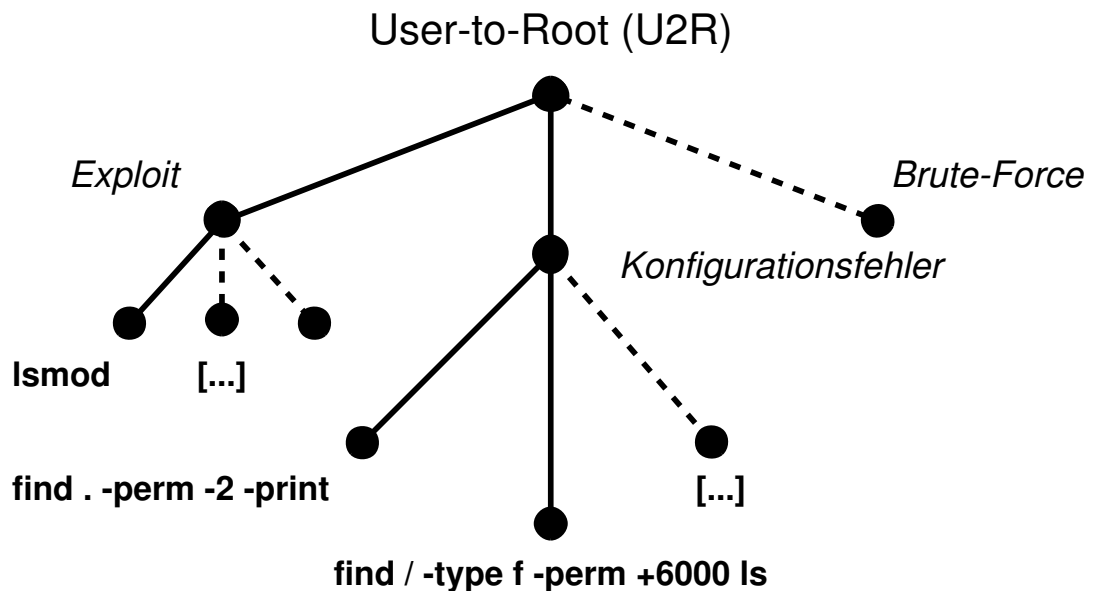 User-to-Root (U2R)
Exploit
Brute-Force
Konfigurationsfehler
lsmod
[...]
find . -perm -2 -print
[...]
find / -type f -perm +6000 ls